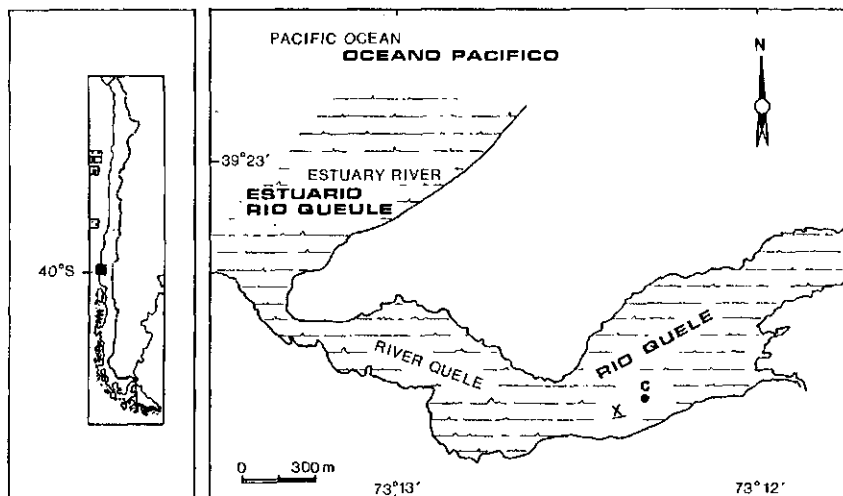 PACIFIC OCEAN
OCEANO PACIFICO
N
39°23'
ESTUARY RIVER
ESTUARIO
RIO QUEULE
40°S
RIVER QUELE
RIO QUELE
C
X
0 300m
73°13' 73°12'